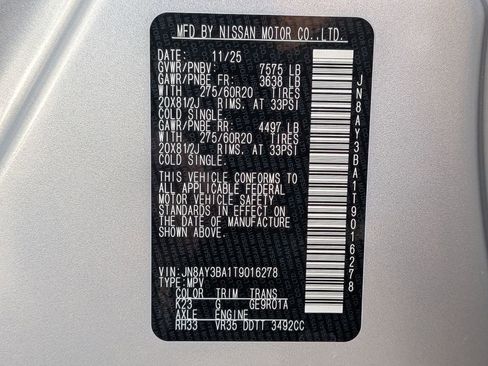 MFD BY NISSAN MOTOR CO.,LTD.
DATE: 11/25
GVWR/PNBV: 7575 LB
GAWR/PNBE FR: 3638 LB
WITH 275/60R20 TIRES
20X81/2J RIMS. AT 33PSI
COLD SINGLE.
GAWR/PNBE RR: 4497 LB
WITH 275/60R20 TIRES
20X81/2J RIMS. AT 33PSI
COLD SINGLE.
THIS VEHICLE CONFORMS TO
ALL APPLICABLE FEDERAL
MOTOR VEHICLE SAFETY
STANDARDS IN EFFECT ON
THE DATE OF MANUFACTURE
SHOWN ABOVE.
VIN: JN8AY3BA1T9016278
TYPE: MPV
COLOR TRIM TRANS
K23 G GE9R01A
AXLE ENGINE
RH33 VR35 DDTT 3492CC
JN8AY3BA1T9016278